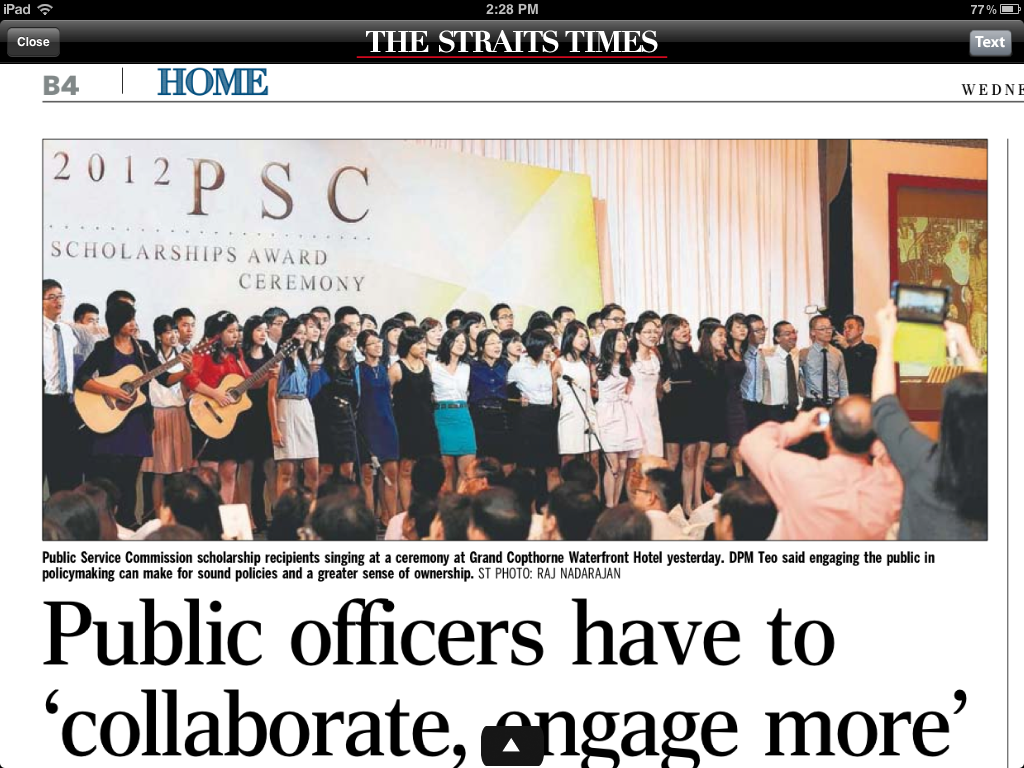 iPad 2:28 PM 77%
Close THE STRAITS TIMES Text
B4 HOME WEDNE
2012 PSC
SCHOLARSHIPS AWARD
CEREMONY
Public Service Commission scholarship recipients singing at a ceremony at Grand Copthorne Waterfront Hotel yesterday. DPM Teo said engaging the public in
policymaking can make for sound policies and a greater sense of ownership. ST PHOTO: RAJ NADARAJAN
Public officers have to
‘collaborate, engage more’